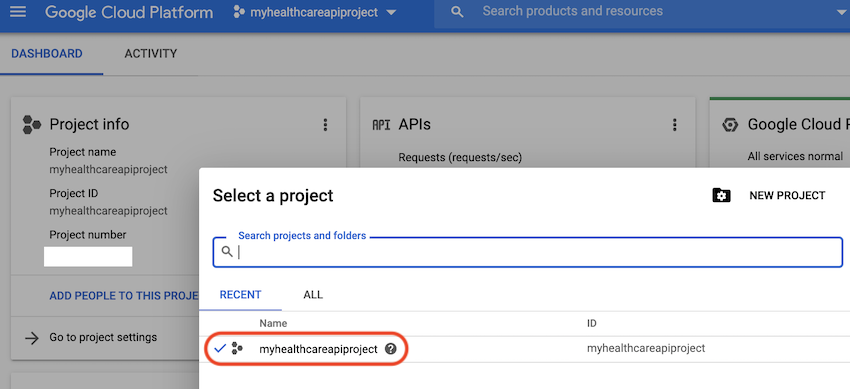 Google Cloud Platform myhealthcareapiproject Search products and resources
DASHBOARD ACTIVITY
Project info
Project name
myhealthcareapiproject
Project ID
myhealthcareapiproject
Project number
ADD PEOPLE TO THIS PROJE
Go to project settings
API APIs
Requests (requests/sec)
Google Cloud P
All services normal
Select a project NEW PROJECT
Search projects and folders
RECENT ALL
Name ID
myhealthcareapiproject ? myhealthcareapiproject